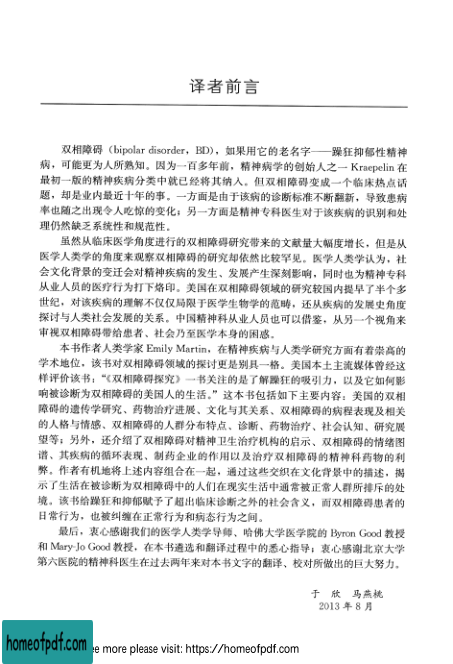 译者前言
双相障碍（bipolar disorder，BD），如果用它的老名字——躁狂抑郁性精神
病，可能更为人所熟知。因为一百多年前，精神病学的创始人之一 Kraepelin 在
最初一版的精神疾病分类中就已经将其纳人。但双相障碍变成一个临床热点话
题，却是业内最近十年的事。一方面是由于该病的诊断标准不断翻新，导致患病
率也随之出现令人吃惊的变化；另一方面是精神专科医生对于该疾病的识别和处
理仍然缺乏系统性和规范性。
虽然从临床医学角度进行的双相障碍研究带来的文献量大幅度增长，但是从
医学人类学的角度来观察双相障碍的研究却依然比较罕见。医学人类学认为，社
会文化背景的变迁会对精神疾病的发生、发展产生深刻影响，同时也为精神专科
从业人员的医疗行为打下烙印。美国在双相障碍领域的研究较国内提早了半个多
世纪，对该疾病的理解不仅仅局限于医学生物学的范畴，还从疾病的发展史角度
探讨与人类社会发展的关系。中国精神科从业人员也可以借鉴，从另一个视角来
审视双相障碍带给患者、社会乃至医学本身的困惑。
本书作者人类学家 Emily Martin，在精神疾病与人类学研究方面有着崇高的
学术地位，该书对双相障碍领域的探讨更是别具一格。美国本土主流媒体曾经这
样评价该书：“《双相障碍探究》一书关注的是了解躁狂的吸引力，以及它如何影
响被诊断为双相障碍的美国人的生活。”这本书包括如下主要内容：美国的双相
障碍的遗传学研究、药物治疗进展、文化与其关系、双相障碍的病程表现及相关
的人格与情感、双相障碍的人群分布特点、诊断、药物治疗、社会认知、研究展
望等；另外，还介绍了双相障碍对精神卫生治疗机构的启示、双相障碍的情绪图
谱、其疾病的循环表现、制药企业的作用以及治疗双相障碍的精神科药物的利
弊。作者有机地将上述内容组合在一起，通过这些交织在文化背景中的描述，揭
示了生活在被诊断为双相障碍中的人们在现实生活中通常被正常人群所排斥的处
境。该书给躁狂和抑郁赋予了超出临床诊断之外的社会含义，而双相障碍患者的
日常行为，也被纠缠在正常行为和病态行为之间。
最后，衷心感谢我们的医学人类学导师、哈佛大学医学院的 Byron Good 教授
和 Mary-Jo Good 教授，在本书遴选和翻译过程中的悉心指导；衷心感谢北京大学
第六医院的精神科医生在过去两年来对本书文字的翻译、校对所做出的巨大努力。
于 欣 马燕桃
2013 年 8 月
homeofpdf.com
ee more please visit: https://homeofpdf.com